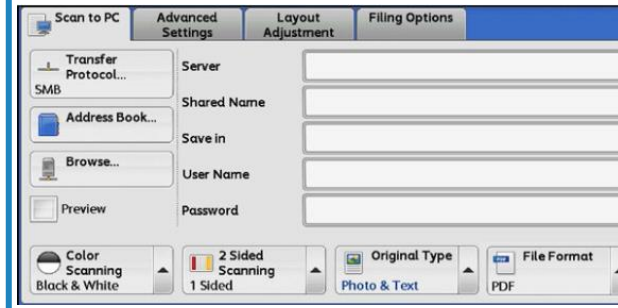 Scan to PC
Advanced
Settings
Layout
Adjustment
Filing Options
Transfer
Protocol...
SMB
Address Book...
Browse...
Preview
Server
Shared Name
Save in
User Name
Password
Color
Scanning
Black & White
2 Sided
Scanning
1 Sided
Original Type
Photo & Text
File Format
PDF